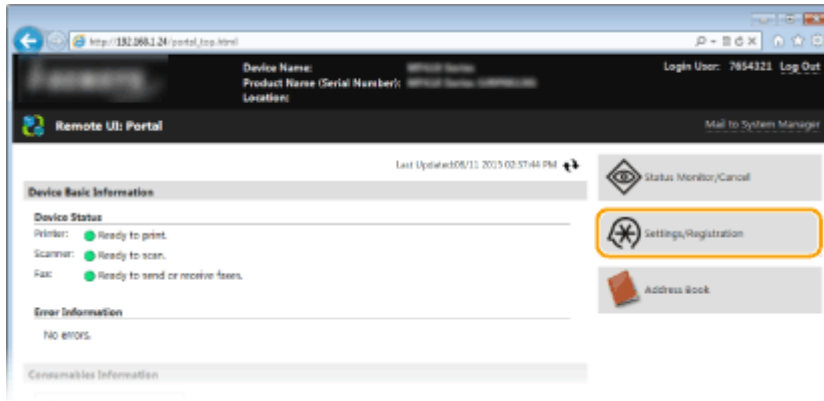 http://192.168.1.24/portal_top.html
Device Name:
Product Name (Serial Number):
Location:
Login User: 7654321 Log Out
Remote UI: Portal
Mail to System Manager
Last Updated:08/11 2015 02:57:44 PM
Device Basic Information
Device Status
Printer: Ready to print.
Scanner: Ready to scan.
Fax: Ready to send or receive faxes.
Error Information
No errors.
Consumables Information
Status Monitor/Cancel
Settings/Registration
Address Book